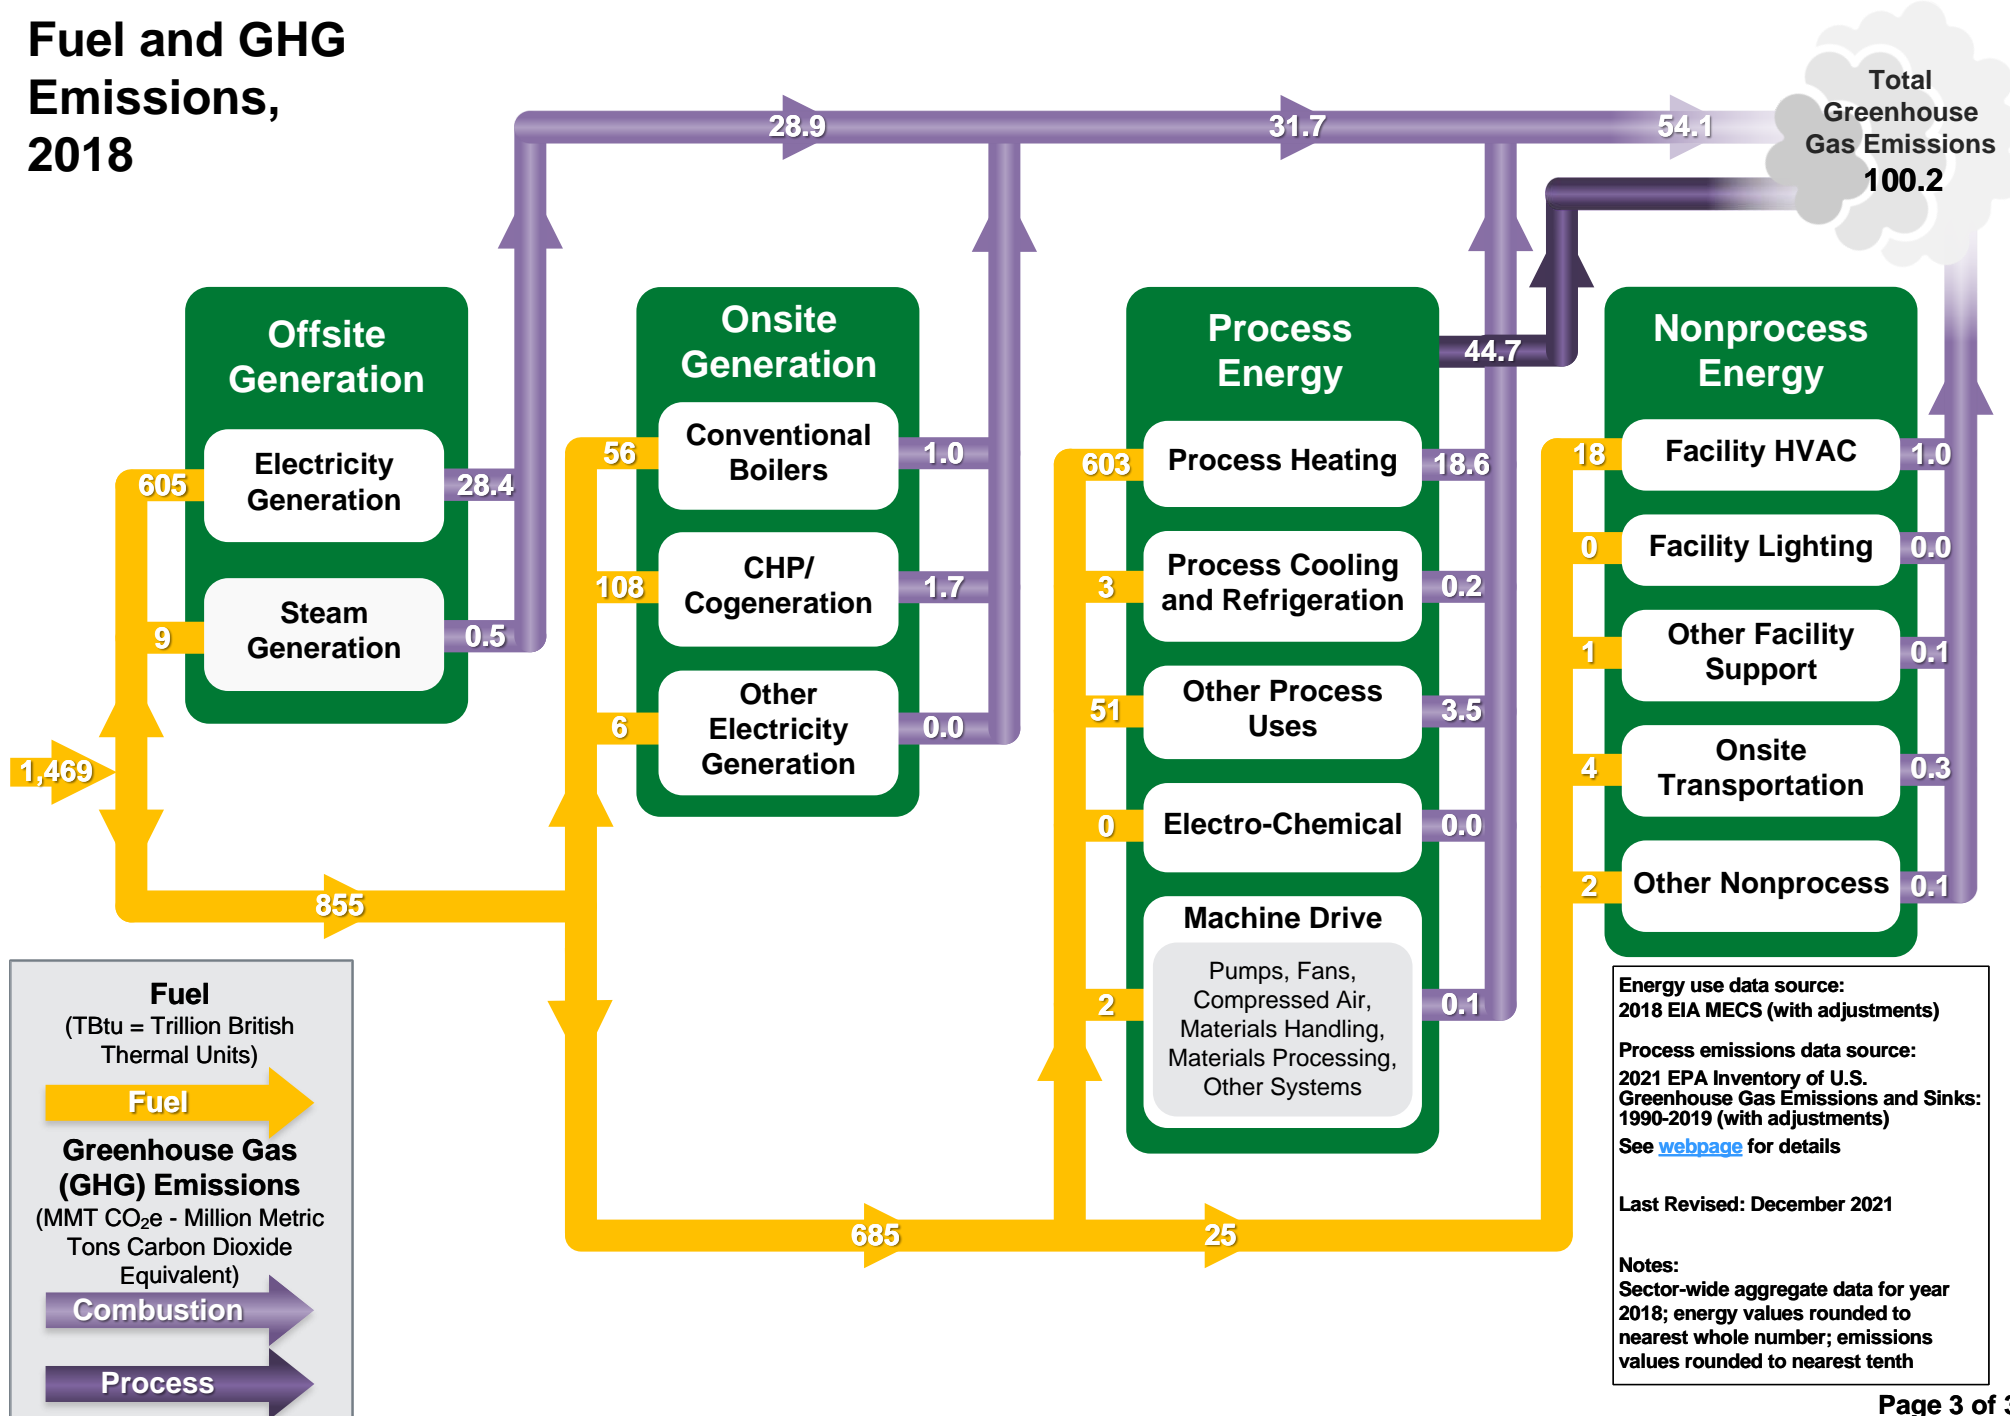 Fuel and GHG
Emissions,
2018
28.9
31.7
54.1
Total
Greenhouse
Gas Emissions
100.2
44.7
Offsite
Generation
605
Electricity
Generation
28.4
9
Steam
Generation
0.5
1,469
855
Onsite
Generation
56
Conventional
Boilers
1.0
108
CHP/
Cogeneration
1.7
6
Other
Electricity
Generation
0.0
Process
Energy
603
Process Heating
18.6
3
Process Cooling
and Refrigeration
0.2
51
Other Process
Uses
3.5
0
Electro-Chemical
0.0
2
Machine Drive
Pumps, Fans,
Compressed Air,
Materials Handling,
Materials Processing,
Other Systems
0.1
685
25
Nonprocess
Energy
18
Facility HVAC
1.0
0
Facility Lighting
0.0
1
Other Facility
Support
0.1
4
Onsite
Transportation
0.3
2
Other Nonprocess
0.1
Fuel
(TBtu = Trillion British
Thermal Units)
Fuel
Greenhouse Gas
(GHG) Emissions
(MMT CO₂e - Million Metric
Tons Carbon Dioxide
Equivalent)
Combustion
Process
Energy use data source:
2018 EIA MECS (with adjustments)
Process emissions data source:
2021 EPA Inventory of U.S.
Greenhouse Gas Emissions and Sinks:
1990-2019 (with adjustments)
See webpage for details
Last Revised: December 2021
Notes:
Sector-wide aggregate data for year
2018; energy values rounded to
nearest whole number; emissions
values rounded to nearest tenth
Page 3 of 3